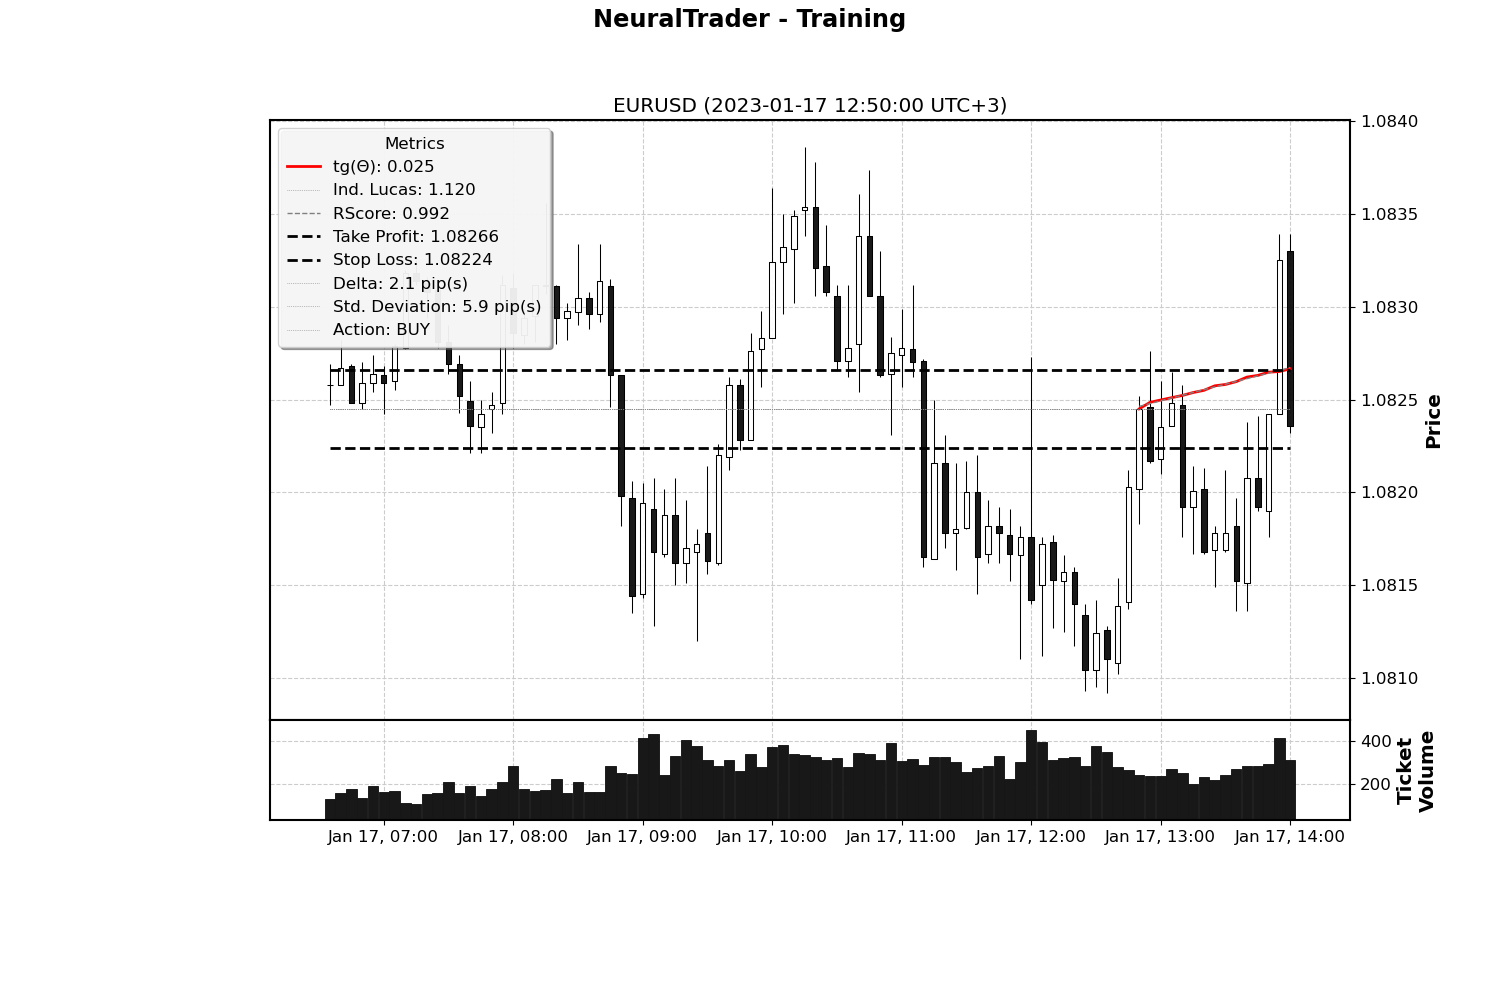 NeuralTrader - Training
EURUSD (2023-01-17 12:50:00 UTC+3)
Metrics
tg(Θ): 0.025
Ind. Lucas: 1.120
RScore: 0.992
Take Profit: 1.08266
Stop Loss: 1.08224
Delta: 2.1 pip(s)
Std. Deviation: 5.9 pip(s)
Action: BUY
1.0840
1.0835
1.0830
1.0825
1.0820
1.0815
1.0810
Price
400
200
Ticket
Volume
Jan 17, 07:00 Jan 17, 08:00 Jan 17, 09:00 Jan 17, 10:00 Jan 17, 11:00 Jan 17, 12:00 Jan 17, 13:00 Jan 17, 14:00